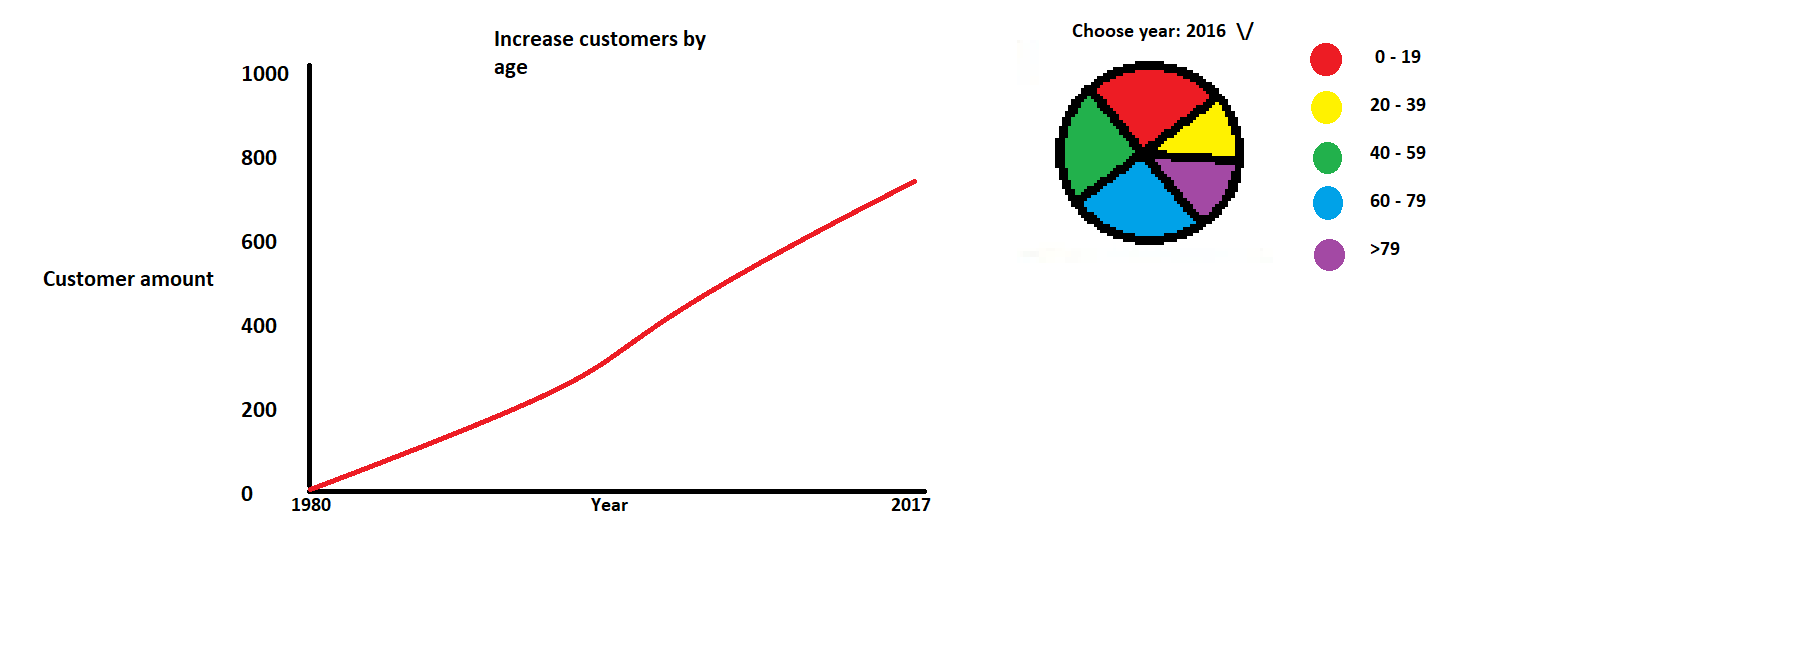 Increase customers by
age
1000
800
600
400
200
0
Customer amount
1980
Year
2017
Choose year: 2016 \/
0 - 19
20 - 39
40 - 59
60 - 79
>79